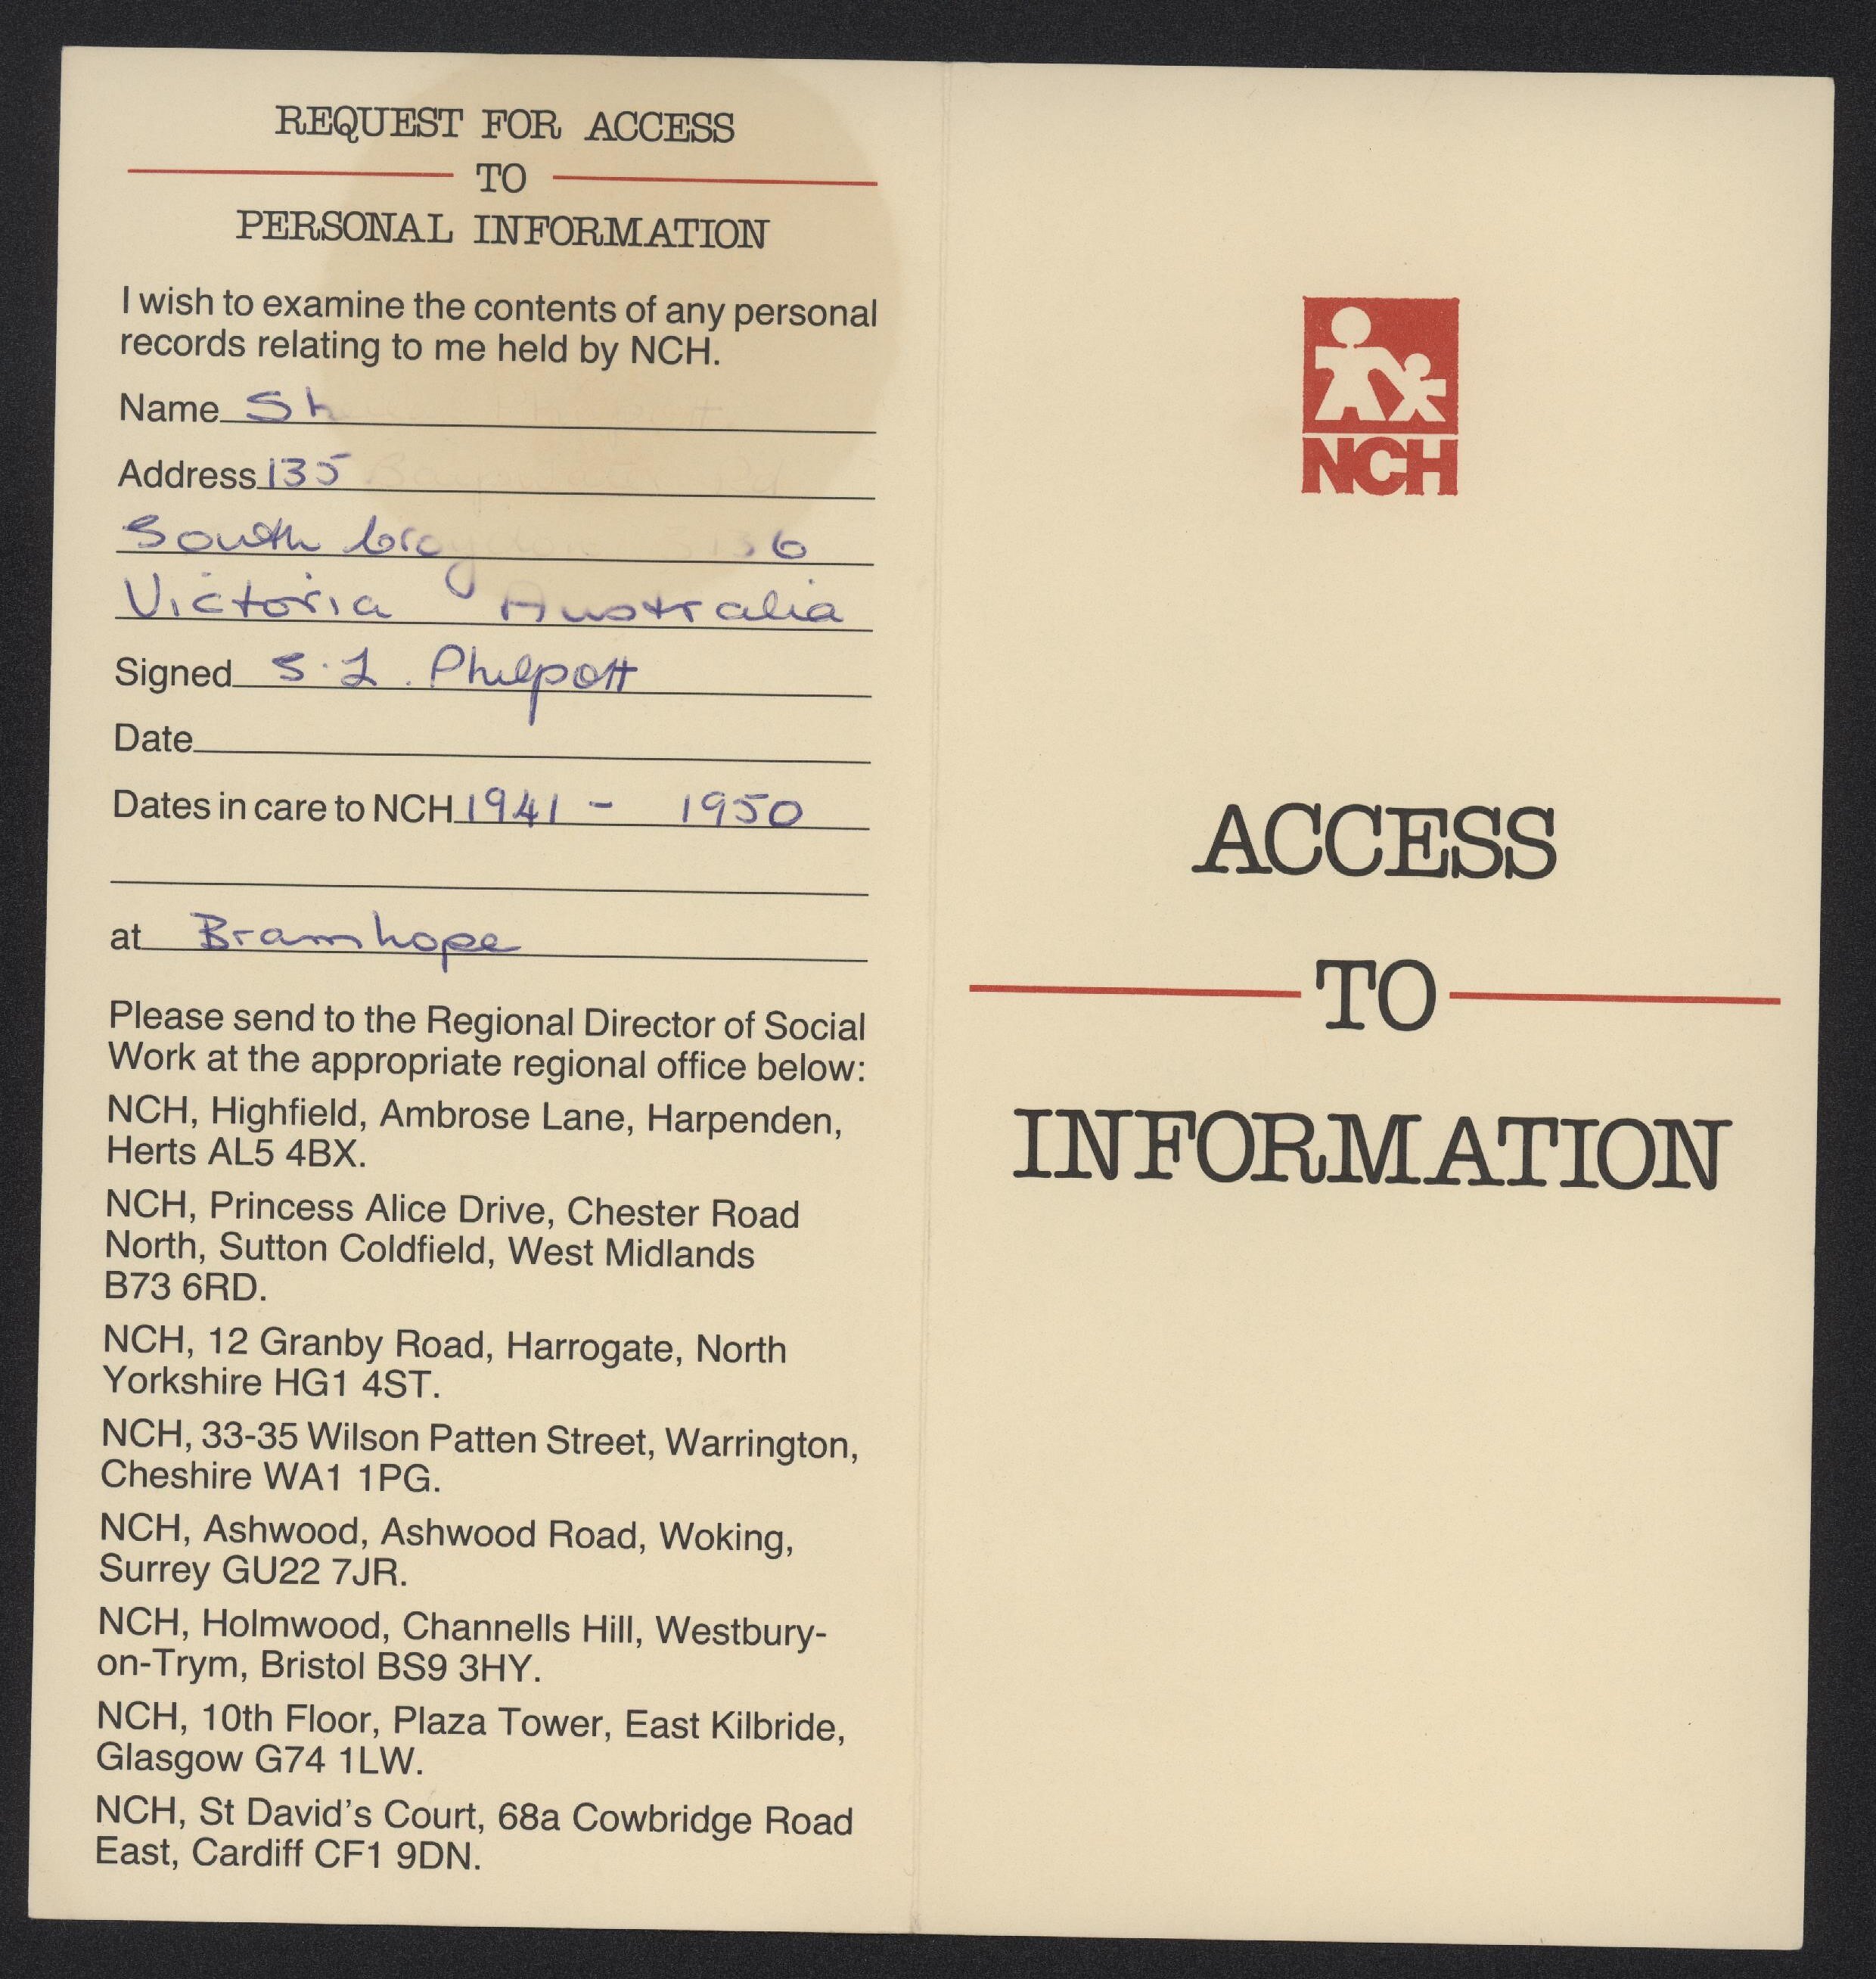 REQUEST FOR ACCESS
TO
PERSONAL INFORMATION
I wish to examine the contents of any personal
records relating to me held by NCH.
Name
Address 135
South Croydon 3136
Victoria Australia
Signed S. L. Philpott
Date
Dates in care to NCH 1941 - 1950
at Bramhope
Please send to the Regional Director of Social
Work at the appropriate regional office below:
NCH, Highfield, Ambrose Lane, Harpenden,
Herts AL5 4BX.
NCH, Princess Alice Drive, Chester Road
North, Sutton Coldfield, West Midlands
B73 6RD.
NCH, 12 Granby Road, Harrogate, North
Yorkshire HG1 4ST.
NCH, 33-35 Wilson Patten Street, Warrington,
Cheshire WA1 1PG.
NCH, Ashwood, Ashwood Road, Woking,
Surrey GU22 7JR.
NCH, Holmwood, Channells Hill, Westbury-
on-Trym, Bristol BS9 3HY.
NCH, 10th Floor, Plaza Tower, East Kilbride,
Glasgow G74 1LW.
NCH, St David's Court, 68a Cowbridge Road
East, Cardiff CF1 9DN.
NCH
ACCESS
TO
INFORMATION